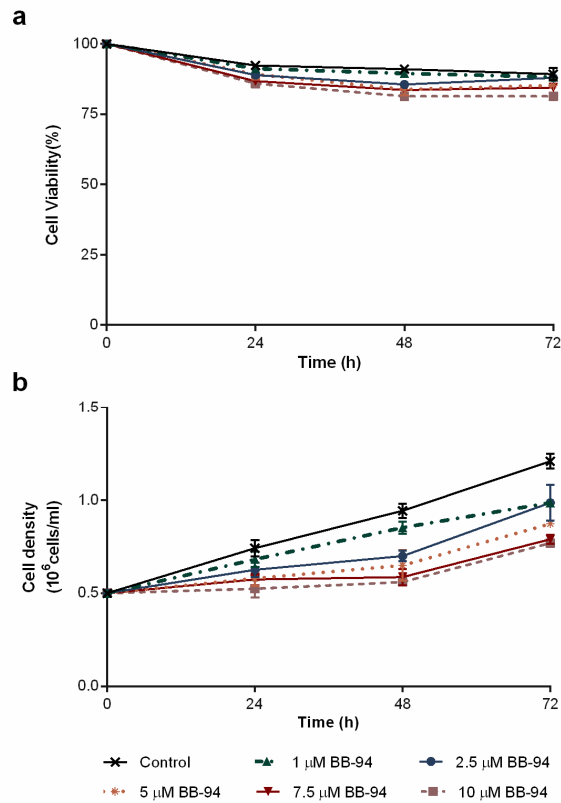 a
Cell Viability(%)
100
75
50
25
0
0 24 48 72
Time (h)
b
Cell density
(10⁶cells/ml)
1.5
1.0
0.5
0.0
0 24 48 72
Time (h)
Control 1 μM BB-94 2.5 μM BB-94
5 μM BB-94 7.5 μM BB-94 10 μM BB-94